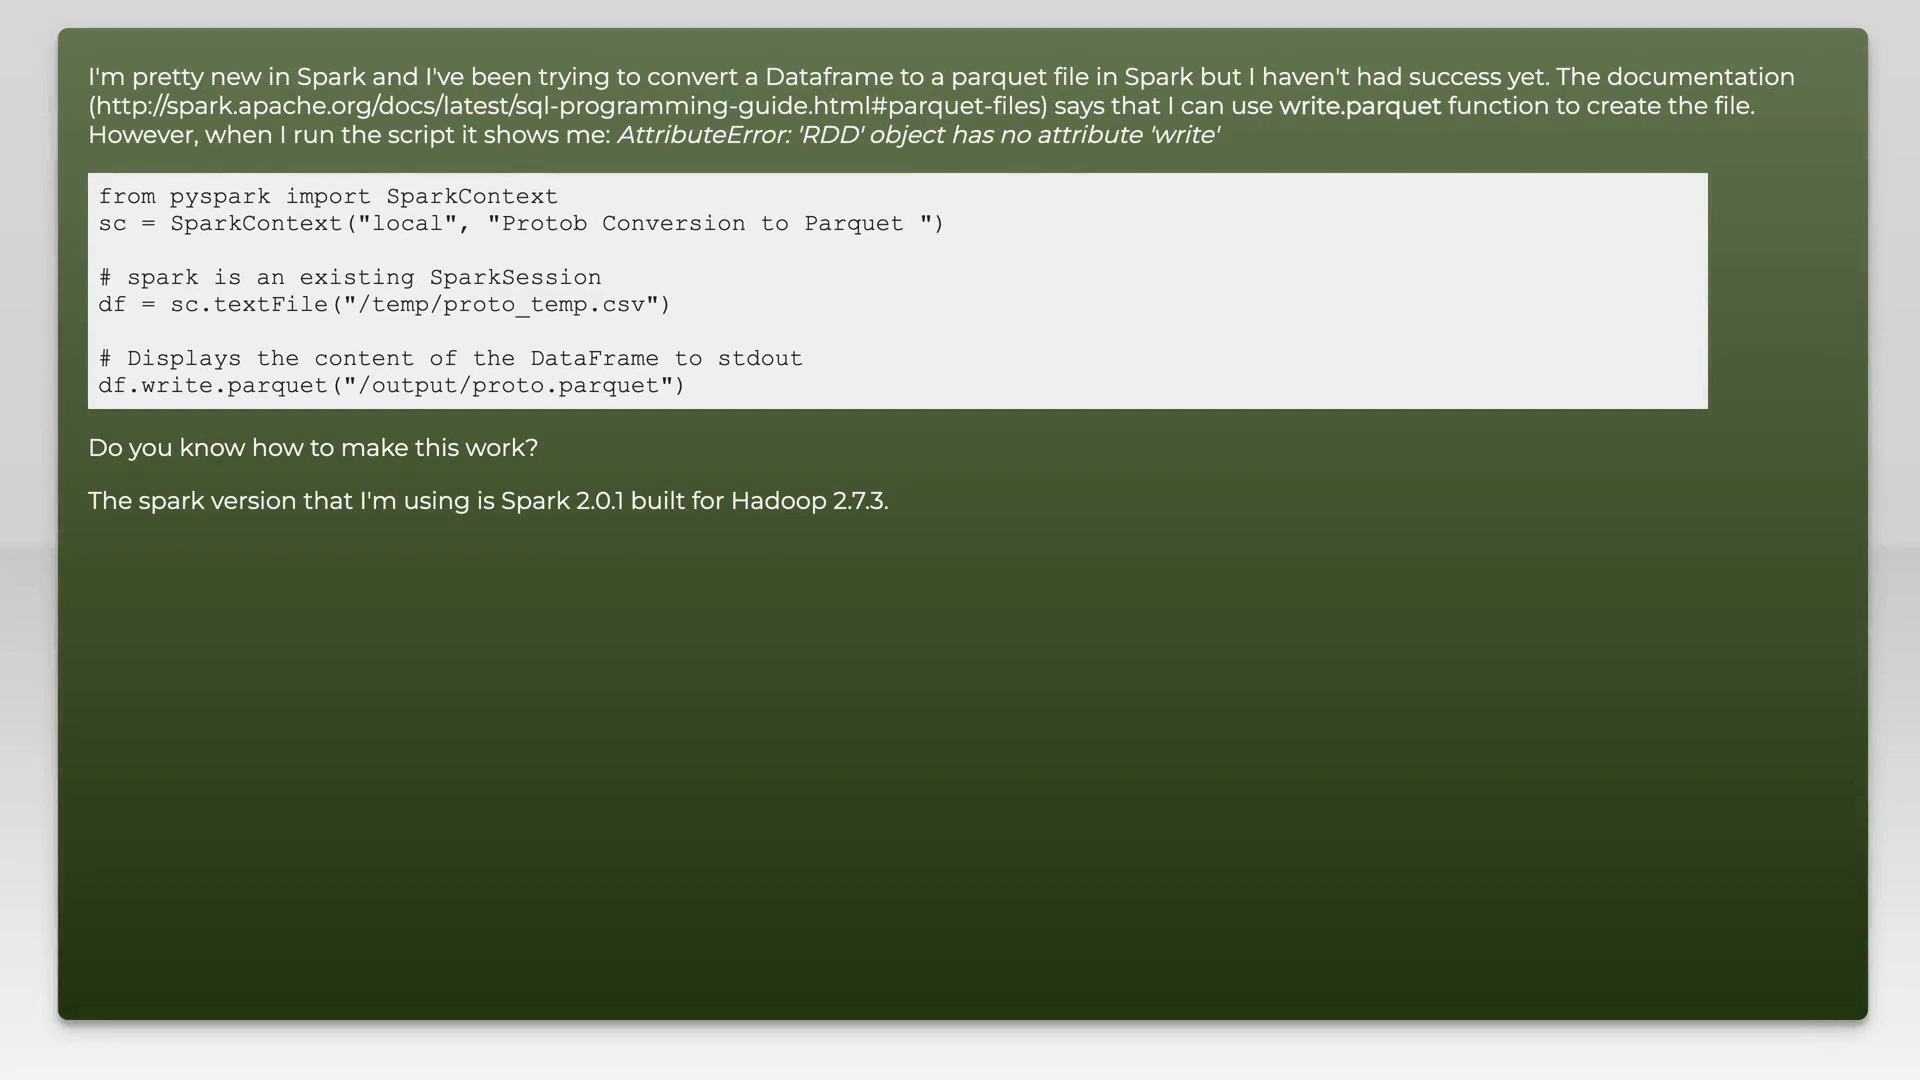 I'm pretty new in Spark and I've been trying to convert a Dataframe to a parquet file in Spark but I haven't had success yet. The documentation
(http://spark.apache.org/docs/latest/sql-programming-guide.html#parquet-files) says that I can use write.parquet function to create the file.
However, when I run the script it shows me: AttributeError: 'RDD' object has no attribute 'write'
from pyspark import SparkContext
sc = SparkContext("local", "Protob Conversion to Parquet ")
# spark is an existing SparkSession
df = sc.textFile("/temp/proto_temp.csv")
# Displays the content of the DataFrame to stdout
df.write.parquet("/output/proto.parquet")
Do you know how to make this work?
The spark version that I'm using is Spark 2.0.1 built for Hadoop 2.7.3.